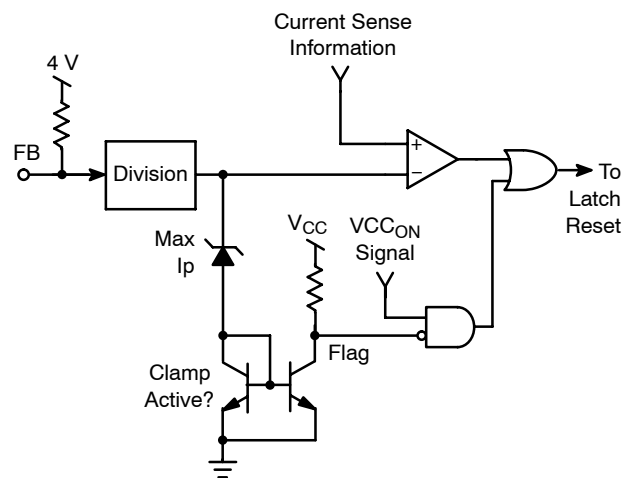 Current Sense
Information
4 V
FB
Division
+
−
To
Latch
Reset
Max
Ip
V<sub>CC</sub>
VCC<sub>ON</sub>
Signal
Flag
Clamp
Active?